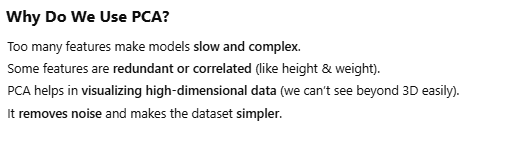 Why Do We Use PCA?
Too many features make models slow and complex.
Some features are redundant or correlated (like height & weight).
PCA helps in visualizing high-dimensional data (we can't see beyond 3D easily).
It removes noise and makes the dataset simpler.